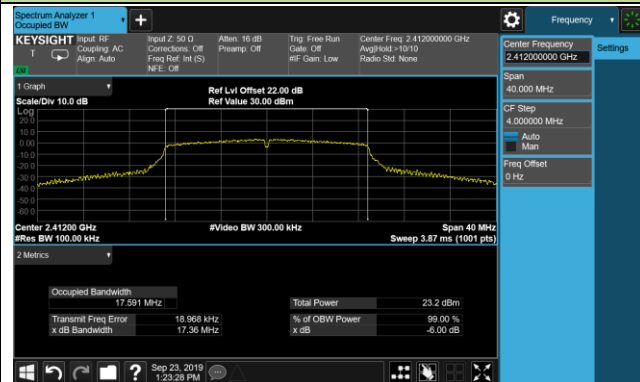 Spectrum Analyzer 1
Occupied BW
+
Frequency
KEYSIGHT
T
LXI
Input: RF
Coupling: AC
Align: Auto
Input Z: 50 Ω
Corrections: Off
Freq Ref: Int (S)
NFE: Off
Atten: 16 dB
Preamp: Off
Trig: Free Run
Gate: Off
#IF Gain: Low
Center Freq: 2.412000000 GHz
Avg|Hold:>10/10
Radio Std: None
Center Frequency
2.412000000 GHz
Settings
Span
40.000 MHz
CF Step
4.000000 MHz
Auto
Man
Freq Offset
0 Hz
1 Graph
Scale/Div 10.0 dB
Ref Lvl Offset 22.00 dB
Ref Value 30.00 dBm
Log
20.0
10.0
0.00
-10.0
-20.0
-30.0
-40.0
-50.0
-60.0
Center 2.41200 GHz
#Res BW 100.00 kHz
#Video BW 300.00 kHz
Span 40 MHz
Sweep 3.87 ms (1001 pts)
2 Metrics
Occupied Bandwidth
17.591 MHz
Total Power 23.2 dBm
Transmit Freq Error 18.968 kHz
% of OBW Power 99.00 %
x dB Bandwidth 17.36 MHz
x dB -6.00 dB
?
Sep 23, 2019
1:23:28 PM